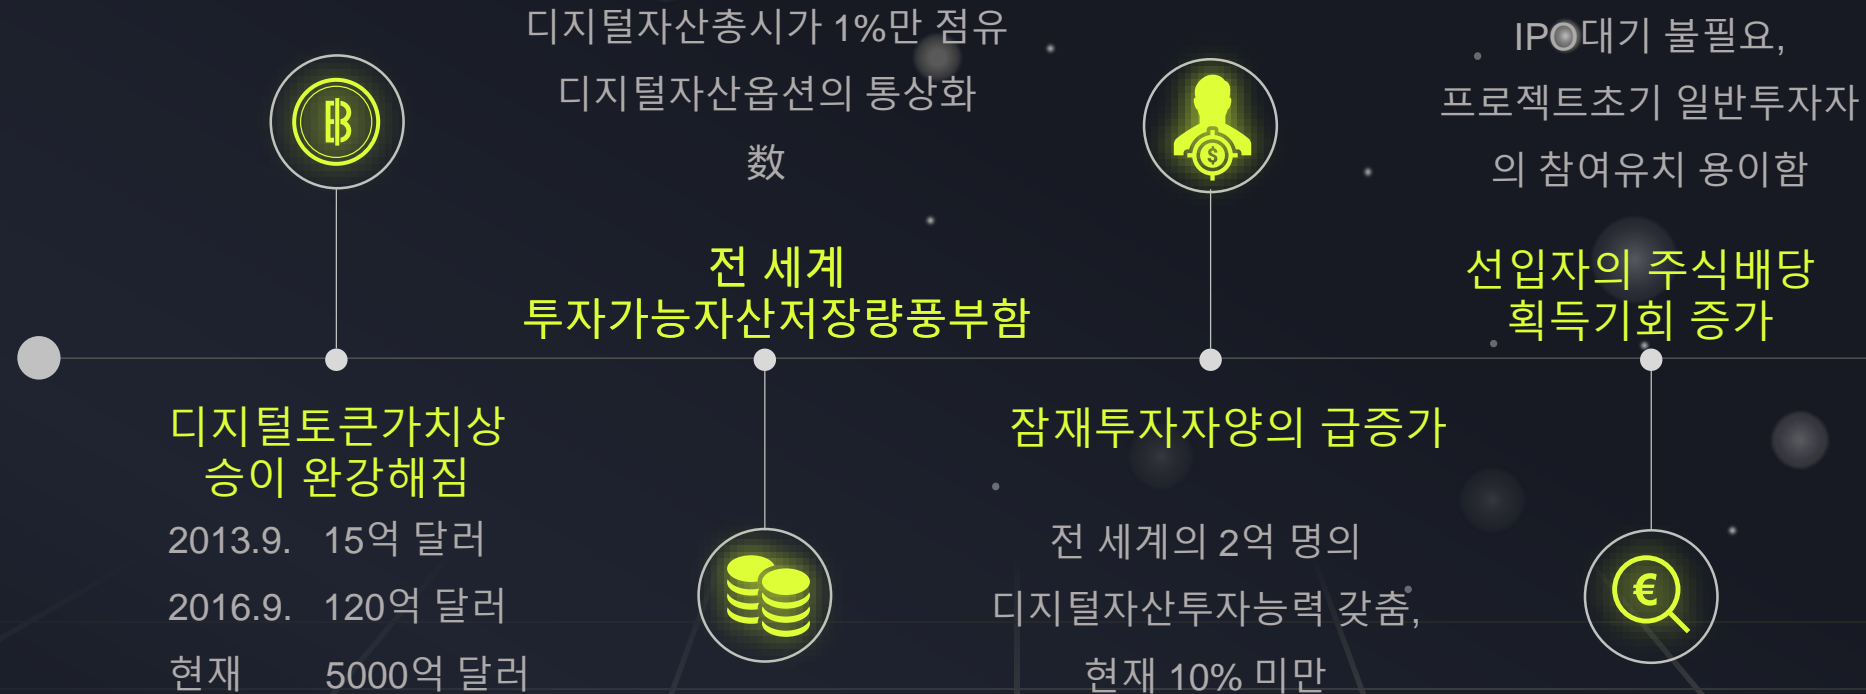 디지털토큰가치상
승이 완강해짐
2013.9. 15억 달러
2016.9. 120억 달러
현재 5000억 달러
디지털자산총시가 1%만 점유
디지털자산옵션의 통상화
数
전 세계
투자가능자산저장량풍부함
잠재투자자양의 급증가
전 세계의 2억 명의
디지털자산투자능력 갖춤,
현재 10% 미만
IPO대기 불필요,
프로젝트초기 일반투자자
의 참여유치 용이함
선입자의 주식배당
획득기회 증가